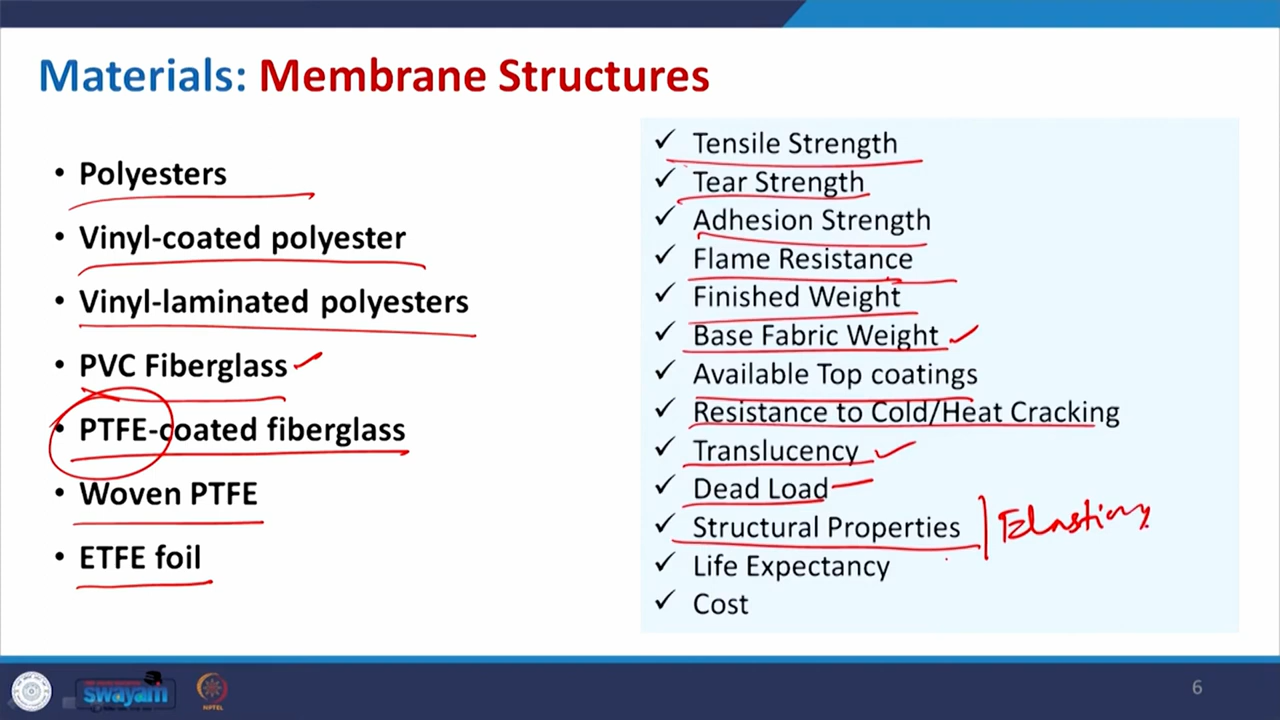 Materials: Membrane Structures
• Polyesters
• Vinyl-coated polyester
• Vinyl-laminated polyesters
• PVC Fiberglass
• PTFE-coated fiberglass
• Woven PTFE
• ETFE foil
✓ Tensile Strength
✓ Tear Strength
✓ Adhesion Strength
✓ Flame Resistance
✓ Finished Weight
✓ Base Fabric Weight
✓ Available Top coatings
✓ Resistance to Cold/Heat Cracking
✓ Translucency
✓ Dead Load
✓ Structural Properties
✓ Life Expectancy
✓ Cost
swayam
NPTEL
6